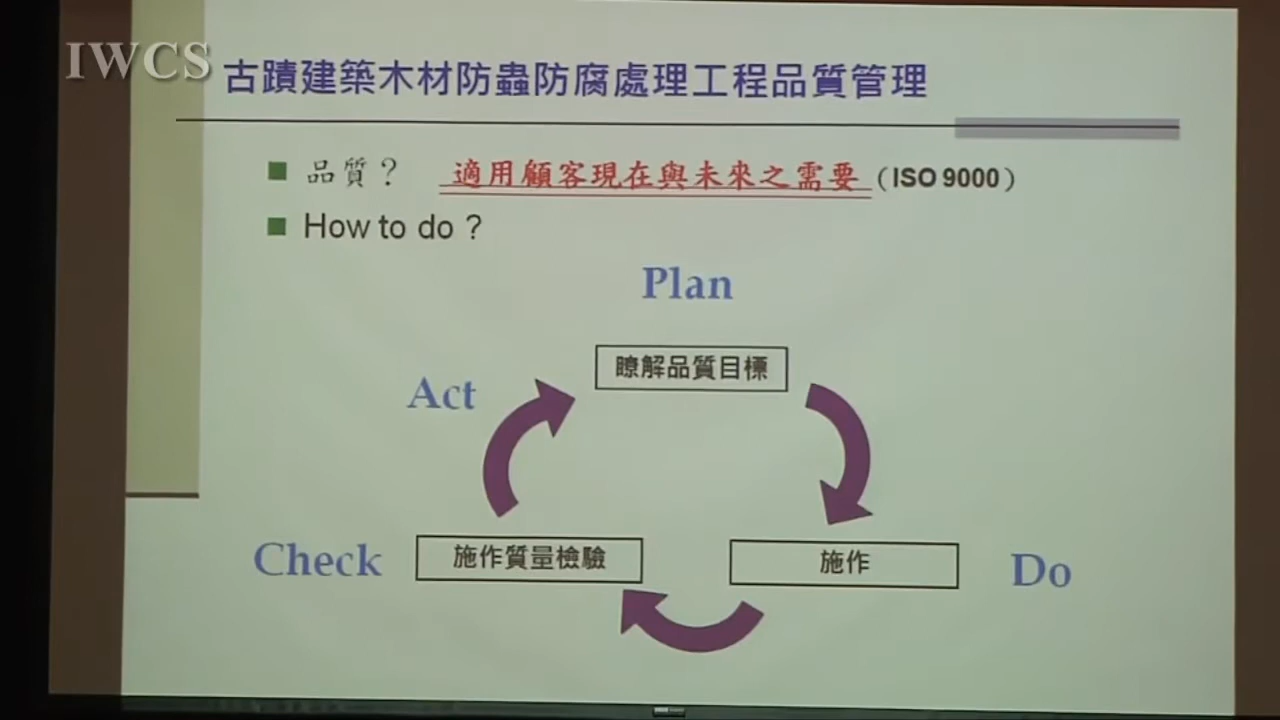 IWCS
古蹟建築木材防蟲防腐處理工程品質管理
品質？ 適用顧客現在與未來之需要（ISO 9000）
How to do？
Plan
瞭解品質目標
Act
Check
施作質量檢驗
施作
Do